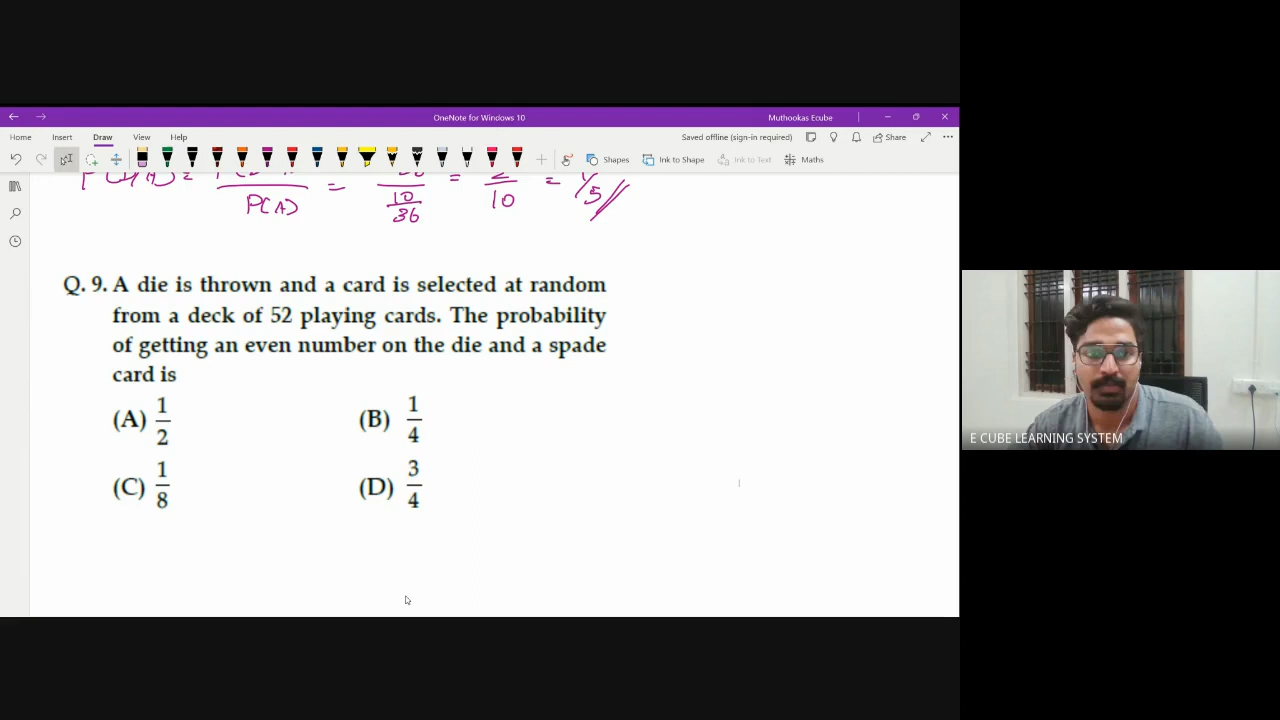 OneNote for Windows 10
Muthookas Ecube
Home Insert Draw View Help
Saved offline (sign-in required)
Share
Shapes
Ink to Shape
Ink to Text
Maths
= = 2/10 = 1/5
P(A)
10/36
Q. 9. A die is thrown and a card is selected at random
from a deck of 52 playing cards. The probability
of getting an even number on the die and a spade
card is
(A) 1/2 (B) 1/4
(C) 1/8 (D) 3/4
E CUBE LEARNING SYSTEM